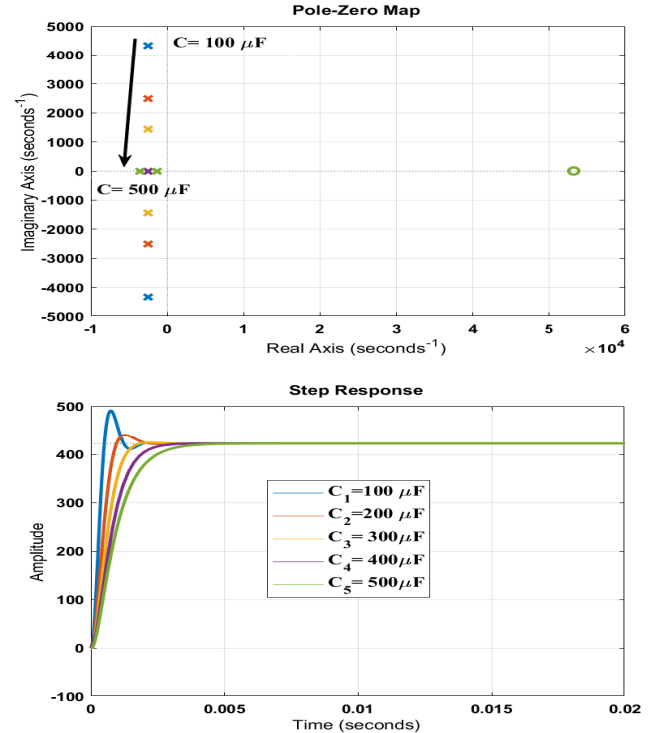 Pole-Zero Map
5000
4000
3000
2000
1000
0
-1000
-2000
-3000
-4000
-5000
Imaginary Axis (seconds⁻¹)
C= 100 μF
C= 500 μF
-1 0 1 2 3 4 5 6
×10⁴
Real Axis (seconds⁻¹)
Step Response
500
400
300
200
100
0
-100
Amplitude
C₁=100 μF
C₂=200 μF
C₃= 300μF
C₄= 400μF
C₅= 500μF
0 0.005 0.01 0.015 0.02
Time (seconds)